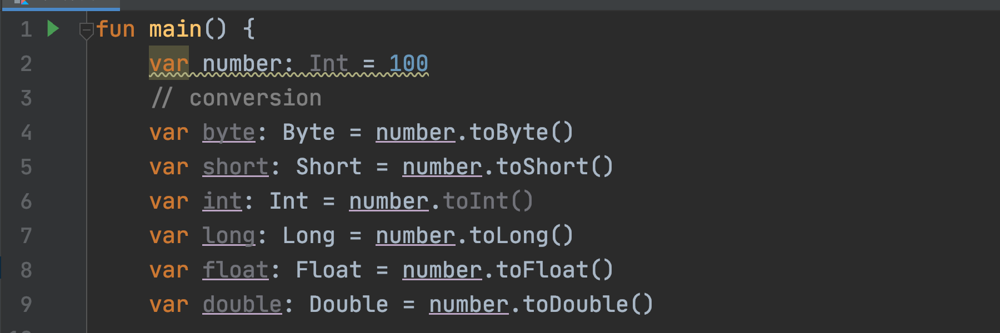 1 fun main() {
2 var number: Int = 100
3 // conversion
4 var byte: Byte = number.toByte()
5 var short: Short = number.toShort()
6 var int: Int = number.toInt()
7 var long: Long = number.toLong()
8 var float: Float = number.toFloat()
9 var double: Double = number.toDouble()